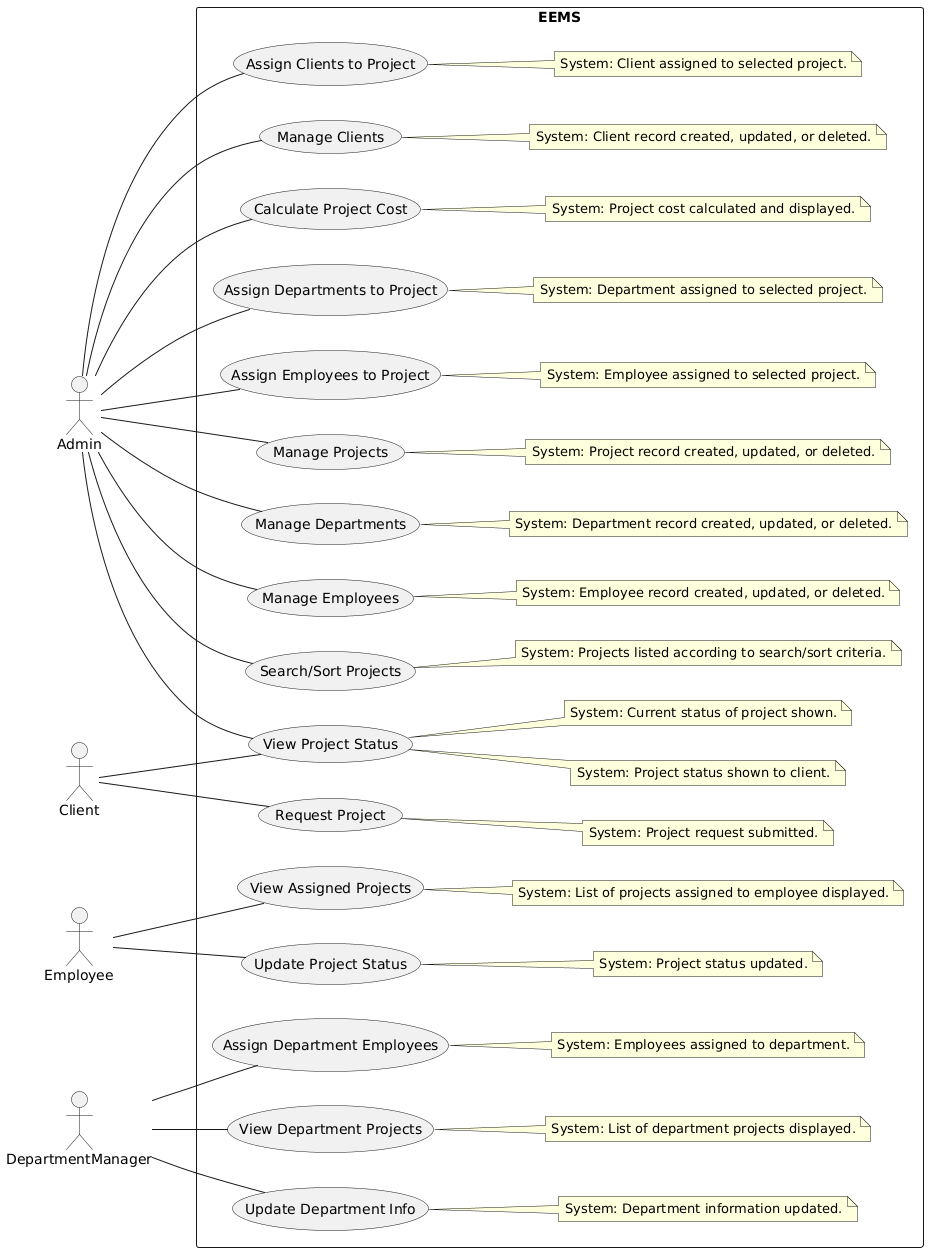 EEMS
Assign Clients to Project
System: Client assigned to selected project.
Manage Clients
System: Client record created, updated, or deleted.
Calculate Project Cost
System: Project cost calculated and displayed.
Assign Departments to Project
System: Department assigned to selected project.
Assign Employees to Project
System: Employee assigned to selected project.
Admin
Manage Projects
System: Project record created, updated, or deleted.
Manage Departments
System: Department record created, updated, or deleted.
Manage Employees
System: Employee record created, updated, or deleted.
Search/Sort Projects
System: Projects listed according to search/sort criteria.
View Project Status
System: Current status of project shown.
System: Project status shown to client.
Client
Request Project
System: Project request submitted.
View Assigned Projects
System: List of projects assigned to employee displayed.
Employee
Update Project Status
System: Project status updated.
Assign Department Employees
System: Employees assigned to department.
View Department Projects
System: List of department projects displayed.
DepartmentManager
Update Department Info
System: Department information updated.